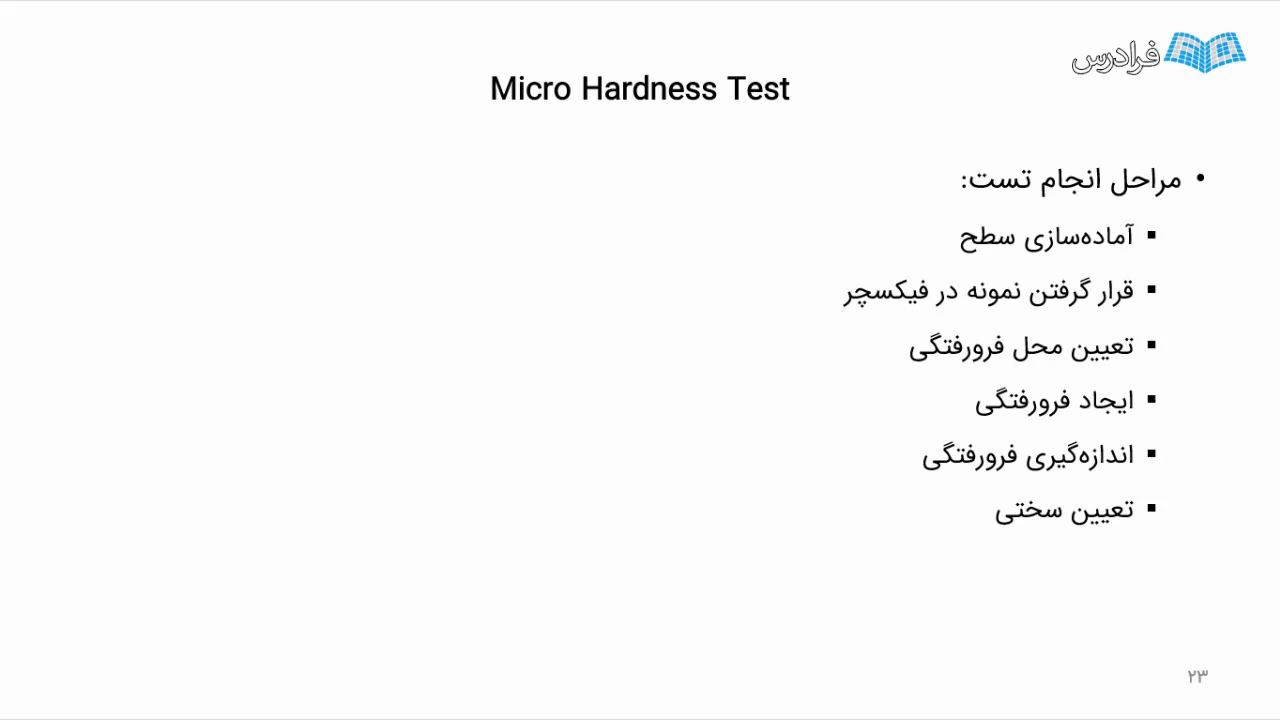 فرادرس
Micro Hardness Test
• مراحل انجام تست:
▪ آماده‌سازی سطح
▪ قرار گرفتن نمونه در فیکسچر
▪ تعیین محل فرورفتگی
▪ ایجاد فرورفتگی
▪ اندازه‌گیری فرورفتگی
▪ تعیین سختی
۲۳